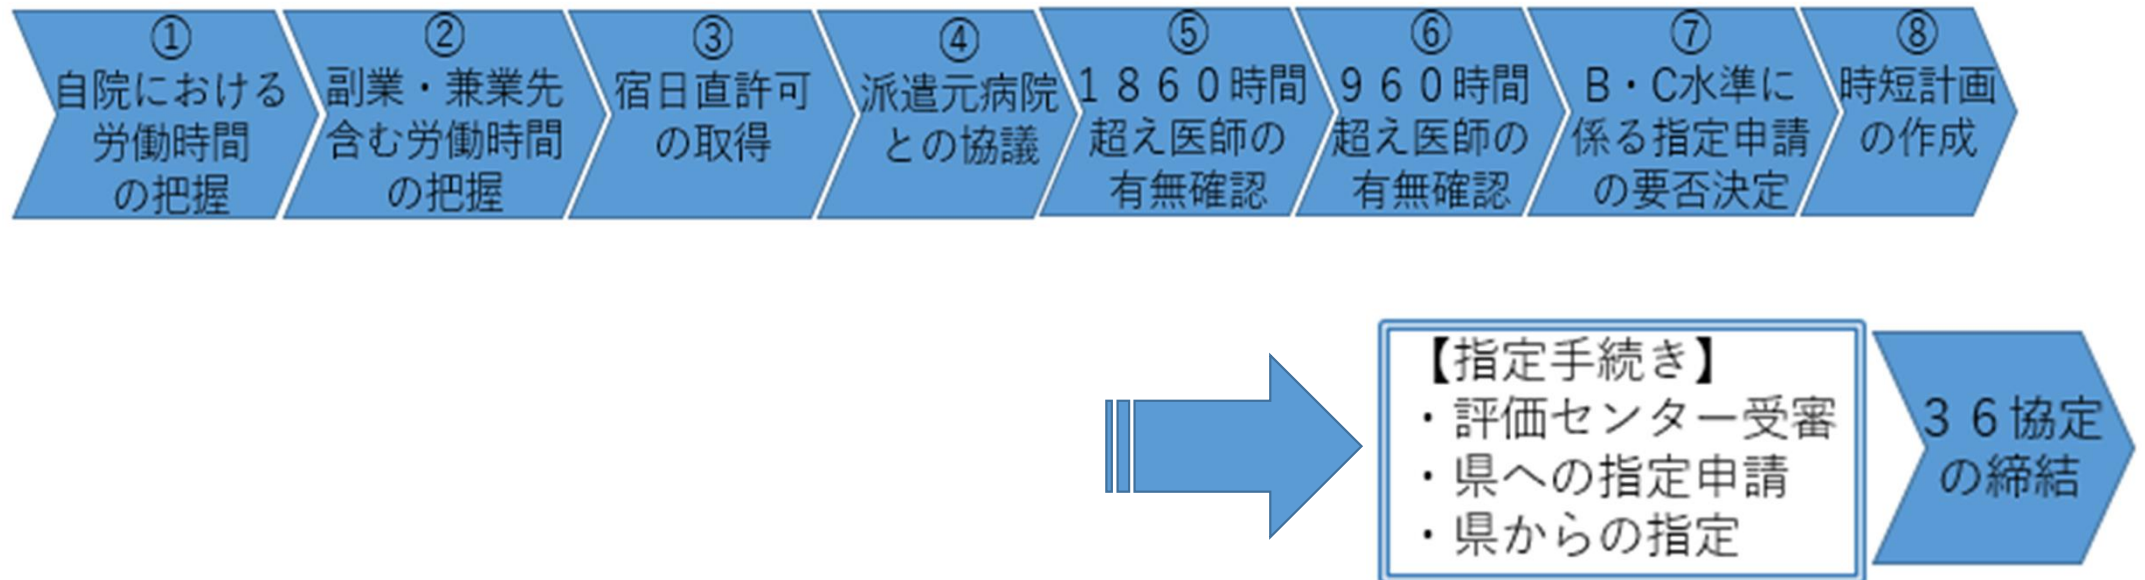 ①
自院における
労働時間
の把握
②
副業・兼業先
含む労働時間
の把握
③
宿日直許可
の取得
④
派遣元病院
との協議
⑤
１８６０時間
超え医師の
有無確認
⑥
９６０時間
超え医師の
有無確認
⑦
Ｂ・Ｃ水準に
係る指定申請
の要否決定
⑧
時短計画
の作成
【指定手続き】
・評価センター受審
・県への指定申請
・県からの指定
３６協定
の締結